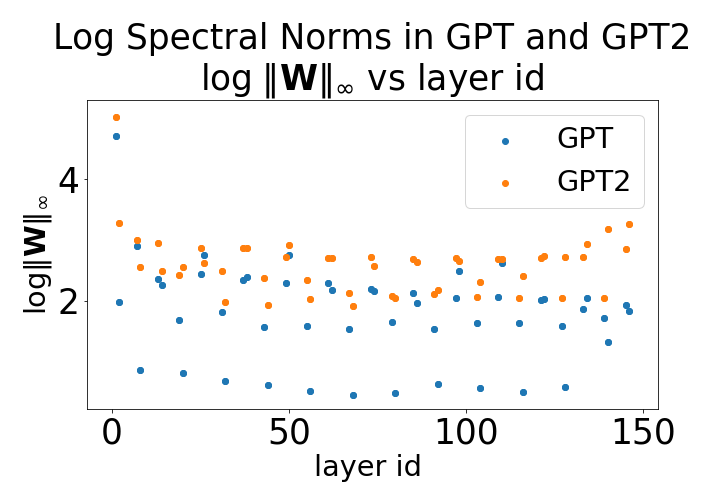 Log Spectral Norms in GPT and GPT2
log ‖W‖∞ vs layer id
GPT
GPT2
4
2
log‖W‖∞
0
50
100
150
layer id